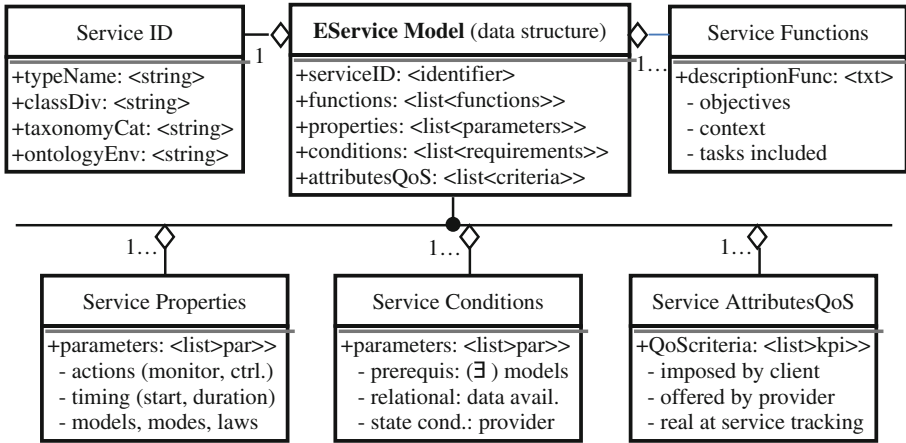 Service ID
+typeName: <string>
+classDiv: <string>
+taxonomyCat: <string>
+ontologyEnv: <string>
1
EService Model (data structure)
+serviceID: <identifier>
+functions: <list<functions>>
+properties: <list<parameters>>
+conditions: <list<requirements>>
+attributesQoS: <list<criteria>>
1…
Service Functions
+descriptionFunc: <txt>
- objectives
- context
- tasks included
1…
1…
1…
Service Properties
+parameters: <list>par>>
- actions (monitor, ctrl.)
- timing (start, duration)
- models, modes, laws
Service Conditions
+parameters: <list>par>>
- prerequis: (∃ ) models
- relational: data avail.
- state cond.: provider
Service AttributesQoS
+QoScriteria: <list>kpi>>
- imposed by client
- offered by provider
- real at service tracking